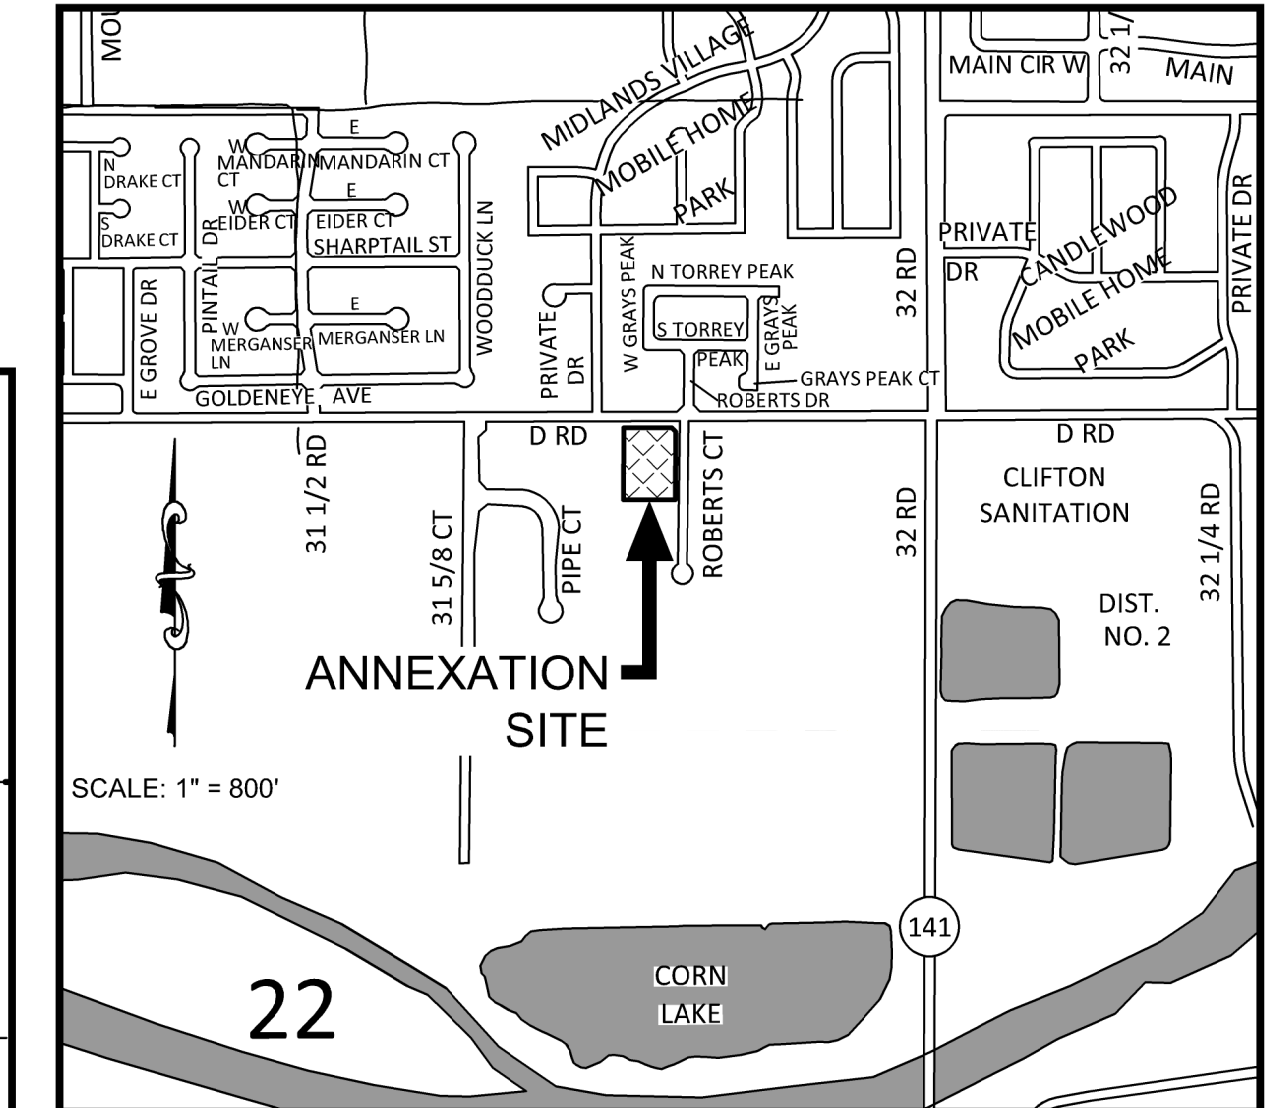 MIDLANDS VILLAGE
MOBILE HOME
PARK
MAIN CIR W
MAIN
N
DRAKE CT
S
DRAKE CT
W
MANDARIN
CT
E
MANDARIN CT
W
EIDER CT
E
EIDER CT
SHARPTAIL ST
PINTAIL DR
E GROVE DR
W
MERGANSER
LN
E
MERGANSER LN
WOODDUCK LN
GOLDENEYE AVE
PRIVATE
DR
W GRAYS PEAK
N TORREY PEAK
S TORREY
PEAK
E GRAYS
PEAK
GRAYS PEAK CT
ROBERTS DR
32 RD
PRIVATE
DR
CANDLEWOOD
MOBILE HOME
PARK
PRIVATE DR
D RD
D RD
31 1/2 RD
31 5/8 CT
PIPE CT
ROBERTS CT
32 RD
CLIFTON
SANITATION
DIST.
NO. 2
32 1/4 RD
ANNEXATION
SITE
SCALE: 1" = 800'
141
CORN
LAKE
22